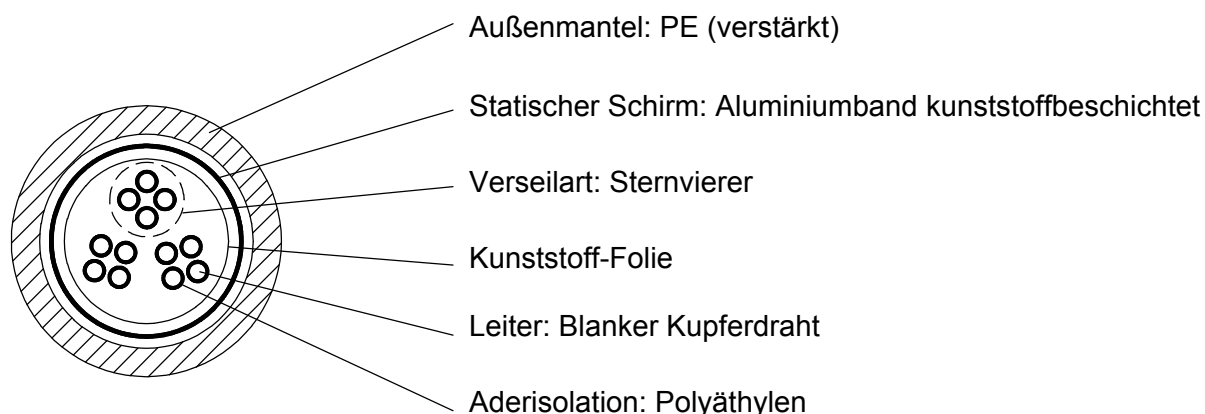 Außenmantel: PE (verstärkt)
Statischer Schirm: Aluminiumband kunststoffbeschichtet
Verseilart: Sternvierer
Kunststoff-Folie
Leiter: Blanker Kupferdraht
Aderisolation: Polyäthylen